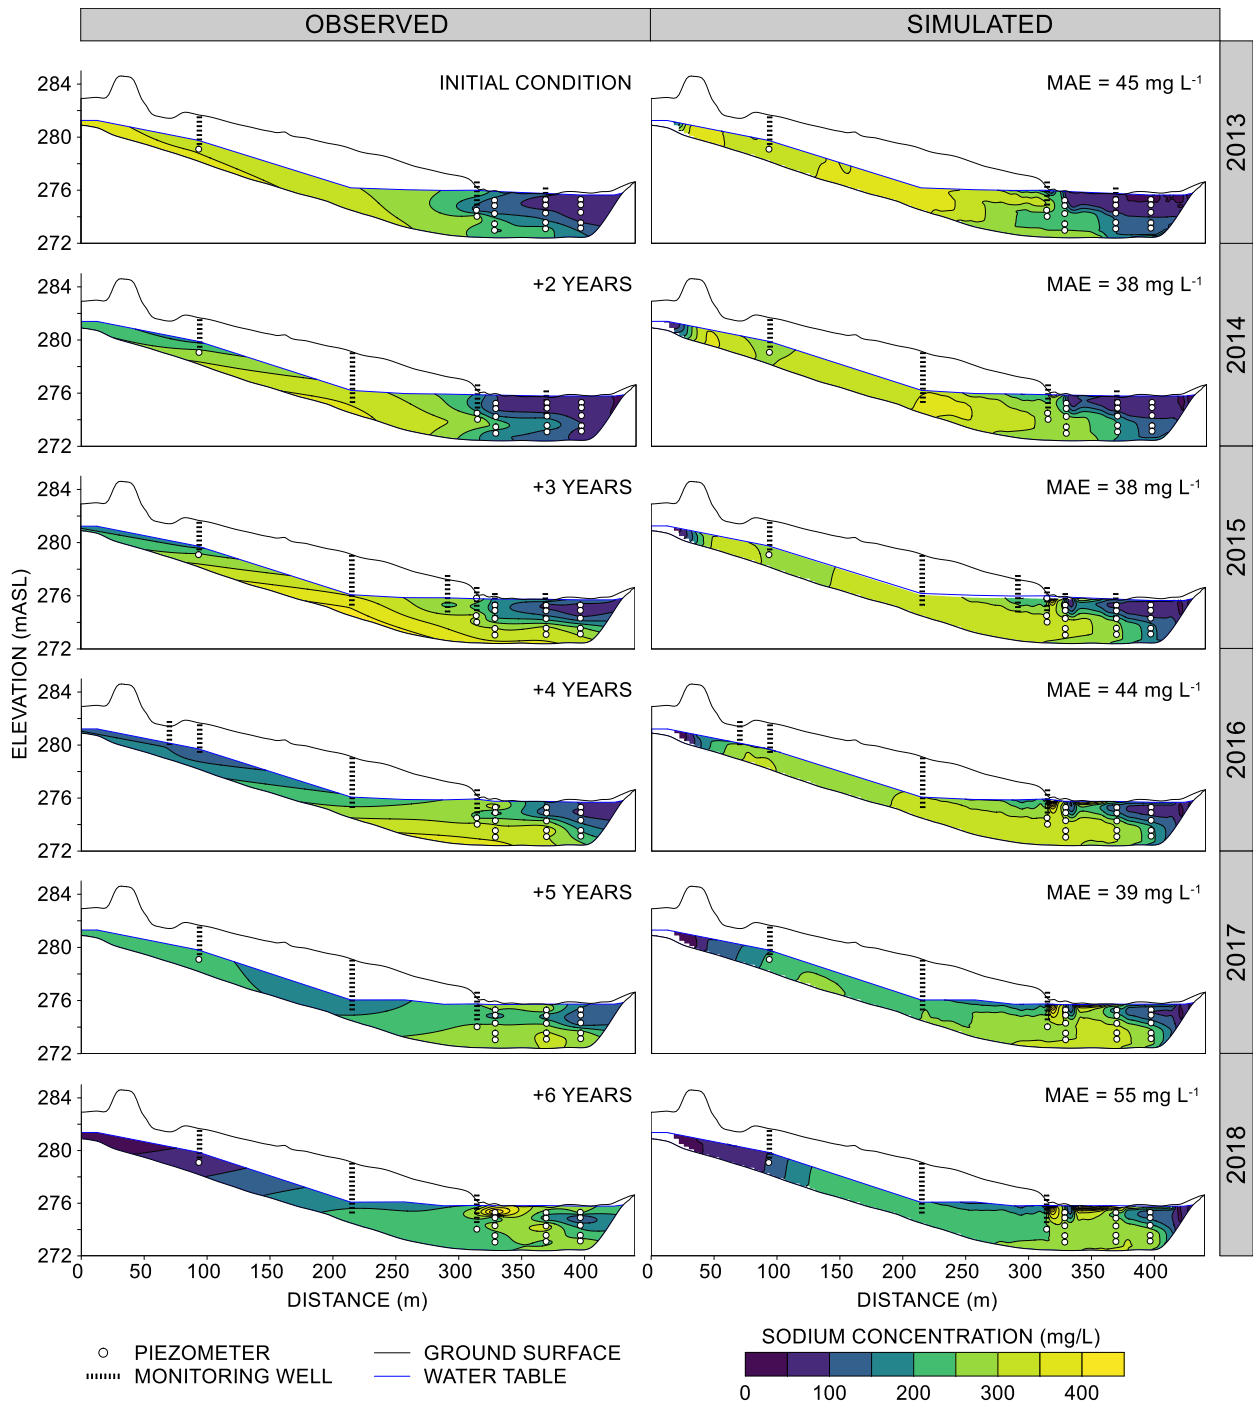 OBSERVED SIMULATED
284 INITIAL CONDITION MAE = 45 mg L-1
280
276
272
2013
284 +2 YEARS MAE = 38 mg L-1
280
276
272
2014
284 +3 YEARS MAE = 38 mg L-1
280
276
272
2015
ELEVATION (mASL)
284 +4 YEARS MAE = 44 mg L-1
280
276
272
2016
284 +5 YEARS MAE = 39 mg L-1
280
276
272
2017
284 +6 YEARS MAE = 55 mg L-1
280
276
272
2018
0 50 100 150 200 250 300 350 400 0 50 100 150 200 250 300 350 400
DISTANCE (m) DISTANCE (m)
PIEZOMETER GROUND SURFACE
MONITORING WELL WATER TABLE
SODIUM CONCENTRATION (mg/L)
0 100 200 300 400